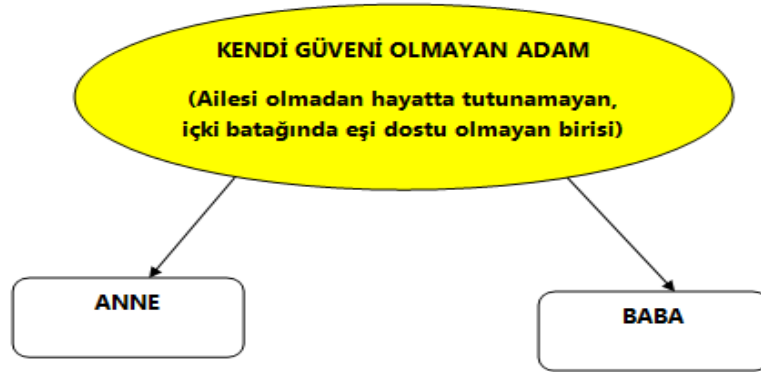 KENDİ GÜVENİ OLMAYAN ADAM
(Ailesi olmadan hayatta tutunamayan,
içki batağında eşi dostu olmayan birisi)
ANNE
BABA